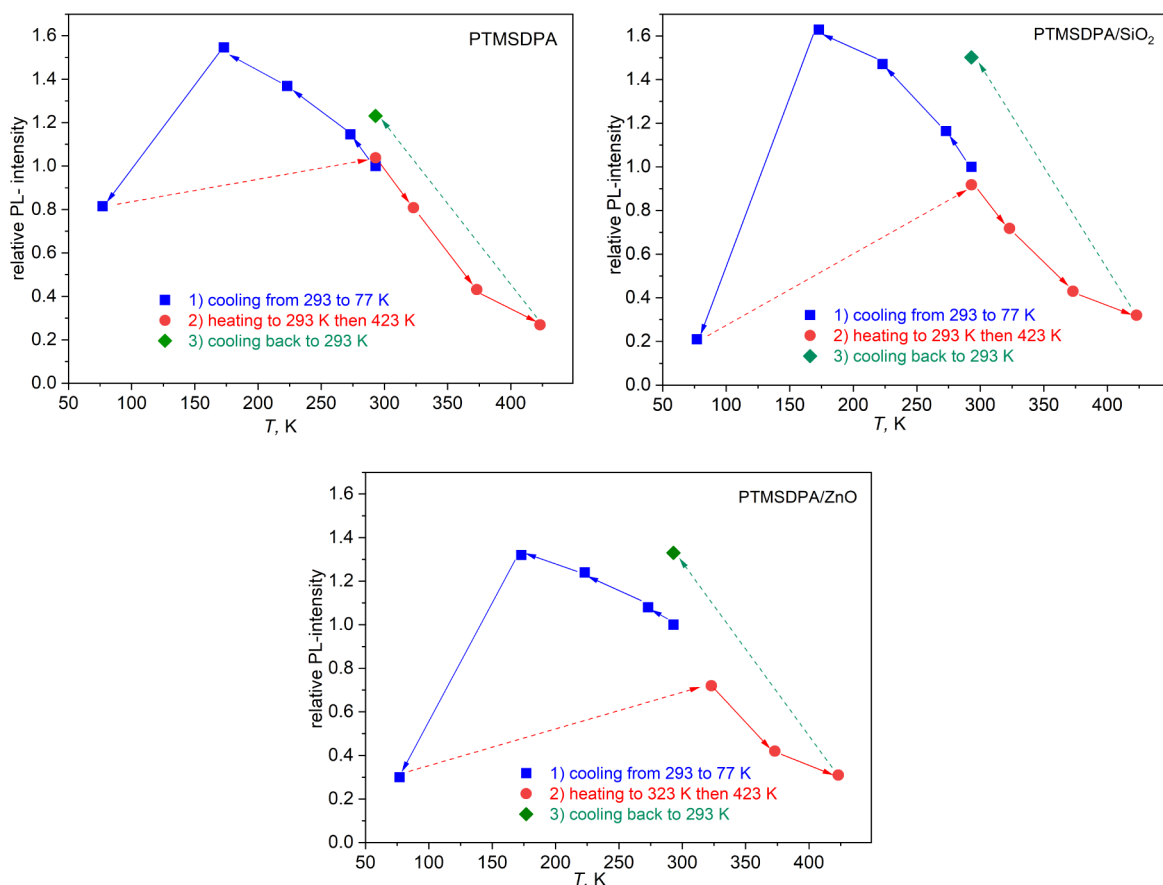 PTMSDPA
relative PL- intensity
1.6
1.4
1.2
1.0
0.8
0.6
0.4
0.2
0.0
1) cooling from 293 to 77 K
2) heating to 293 K then 423 K
3) cooling back to 293 K
50 100 150 200 250 300 350 400
T, K
PTMSDPA/SiO₂
relative PL-intensity
1.6
1.4
1.2
1.0
0.8
0.6
0.4
0.2
0.0
1) cooling from 293 to 77 K
2) heating to 293 K then 423 K
3) cooling back to 293 K
50 100 150 200 250 300 350 400
T, K
PTMSDPA/ZnO
relative PL-intensity
1.6
1.4
1.2
1.0
0.8
0.6
0.4
0.2
0.0
1) cooling from 293 to 77 K
2) heating to 323 K then 423 K
3) cooling back to 293 K
50 100 150 200 250 300 350 400
T, K